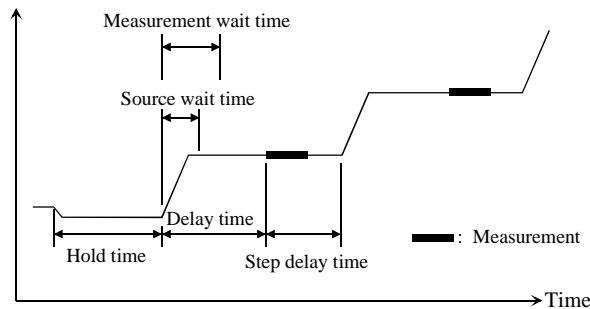 Measurement wait time
Source wait time
Delay time
Hold time
Step delay time
: Measurement
Time